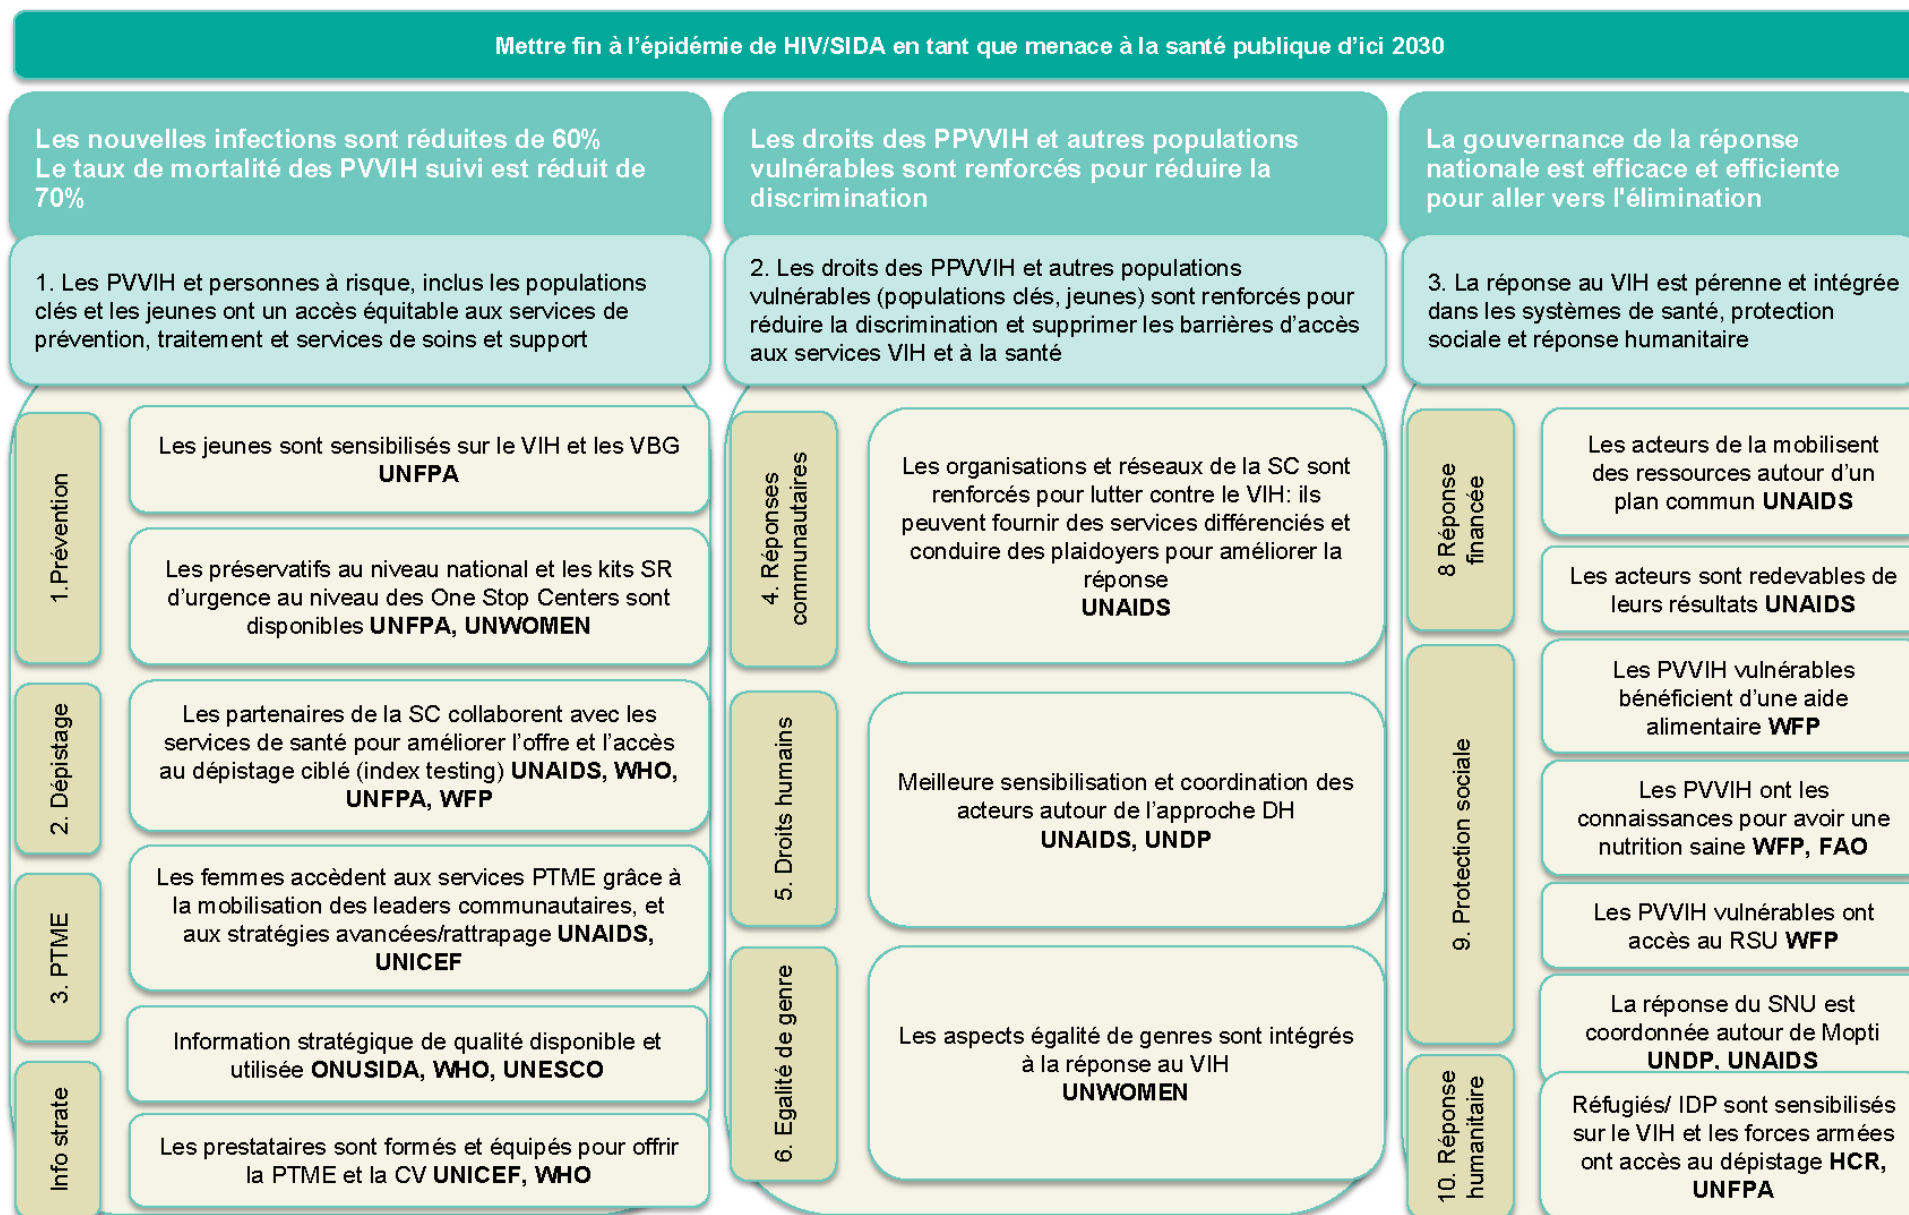 Mettre fin à l'épidémie de HIV/SIDA en tant que menace à la santé publique d'ici 2030
Les nouvelles infections sont réduites de 60%
Le taux de mortalité des PVVIH suivi est réduit de
70%
1. Les PVVIH et personnes à risque, inclus les populations
clés et les jeunes ont un accès équitable aux services de
prévention, traitement et services de soins et support
1.Prévention
Les jeunes sont sensibilisés sur le VIH et les VBG
UNFPA
Les préservatifs au niveau national et les kits SR
d'urgence au niveau des One Stop Centers sont
disponibles UNFPA, UNWOMEN
2. Dépistage
Les partenaires de la SC collaborent avec les
services de santé pour améliorer l'offre et l'accès
au dépistage ciblé (index testing) UNAIDS, WHO,
UNFPA, WFP
3. PTME
Les femmes accèdent aux services PTME grâce à
la mobilisation des leaders communautaires, et
aux stratégies avancées/rattrapage UNAIDS,
UNICEF
Info strate
Information stratégique de qualité disponible et
utilisée ONUSIDA, WHO, UNESCO
Les prestataires sont formés et équipés pour offrir
la PTME et la CV UNICEF, WHO
Les droits des PPVVIH et autres populations
vulnérables sont renforcés pour réduire la
discrimination
2. Les droits des PPVVIH et autres populations
vulnérables (populations clés, jeunes) sont renforcés pour
réduire la discrimination et supprimer les barrières d'accès
aux services VIH et à la santé
4. Réponses
communautaires
Les organisations et réseaux de la SC sont
renforcés pour lutter contre le VIH: ils
peuvent fournir des services différenciés et
conduire des plaidoyers pour améliorer la
réponse
UNAIDS
5. Droits humains
Meilleure sensibilisation et coordination des
acteurs autour de l'approche DH
UNAIDS, UNDP
6. Egalité de genre
Les aspects égalité de genres sont intégrés
à la réponse au VIH
UNWOMEN
La gouvernance de la réponse
nationale est efficace et efficiente
pour aller vers l'élimination
3. La réponse au VIH est pérenne et intégrée
dans les systèmes de santé, protection
sociale et réponse humanitaire
8 Réponse
financée
Les acteurs de la mobilisent
des ressources autour d'un
plan commun UNAIDS
Les acteurs sont redevables de
leurs résultats UNAIDS
9. Protection sociale
Les PVVIH vulnérables
bénéficient d'une aide
alimentaire WFP
Les PVVIH ont les
connaissances pour avoir une
nutrition saine WFP, FAO
Les PVVIH vulnérables ont
accès au RSU WFP
La réponse du SNU est
coordonnée autour de Mopti
UNDP, UNAIDS
10. Réponse
humanitaire
Réfugiés/ IDP sont sensibilisés
sur le VIH et les forces armées
ont accès au dépistage HCR,
UNFPA